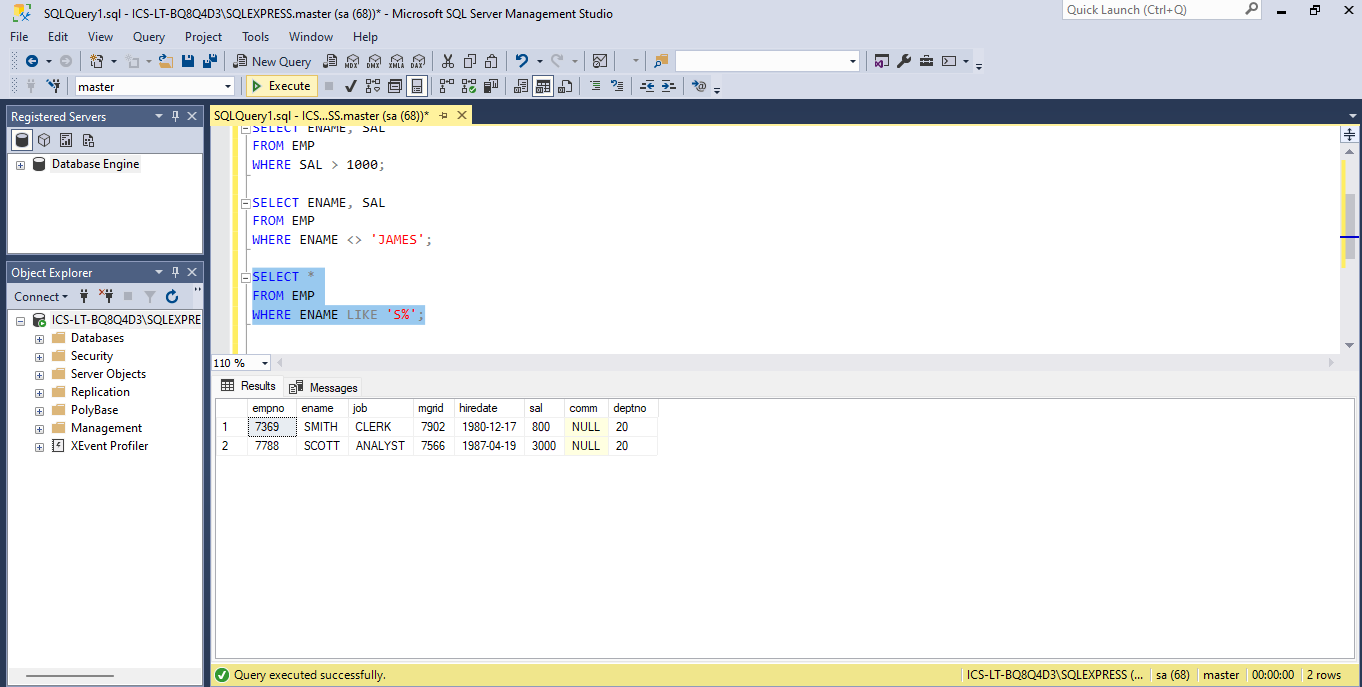 SQLQuery1.sql - ICS-LT-BQ8Q4D3\SQLEXPRESS.master (sa (68))* - Microsoft SQL Server Management Studio
Quick Launch (Ctrl+Q)
File Edit View Query Project Tools Window Help
New Query MDX DMX XMLA DAX
master Execute
Registered Servers
SQLQuery1.sql - ICS...SS.master (sa (68))*
Database Engine
Object Explorer
Connect
ICS-LT-BQ8Q4D3\SQLEXPRE
Databases
Security
Server Objects
Replication
PolyBase
Management
XEvent Profiler
SELECT ENAME, SAL
FROM EMP
WHERE SAL > 1000;
SELECT ENAME, SAL
FROM EMP
WHERE ENAME <> 'JAMES';
SELECT *
FROM EMP
WHERE ENAME LIKE 'S%';
110 %
Results Messages
empno ename job mgrid hiredate sal comm deptno
1 7369 SMITH CLERK 7902 1980-12-17 800 NULL 20
2 7788 SCOTT ANALYST 7566 1987-04-19 3000 NULL 20
Query executed successfully. ICS-LT-BQ8Q4D3\SQLEXPRESS (... sa (68) master 00:00:00 2 rows